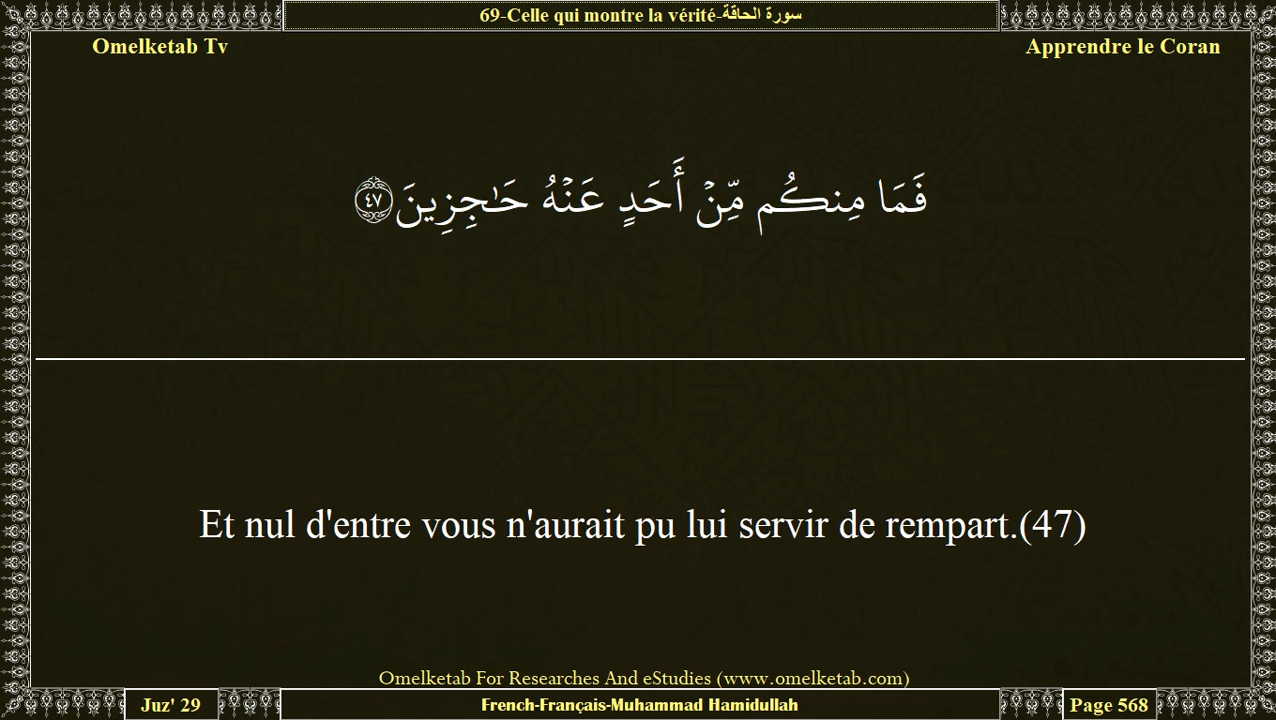 69-Celle qui montre la vérité-سورة الحاقة
Omelketab Tv
Apprendre le Coran
فَمَا مِنكُم مِّنْ أَحَدٍ عَنْهُ حَـٰجِزِينَ ٤٧
Et nul d'entre vous n'aurait pu lui servir de rempart.(47)
Omelketab For Researches And eStudies (www.omelketab.com)
Juz' 29
French-Français-Muhammad Hamidullah
Page 568